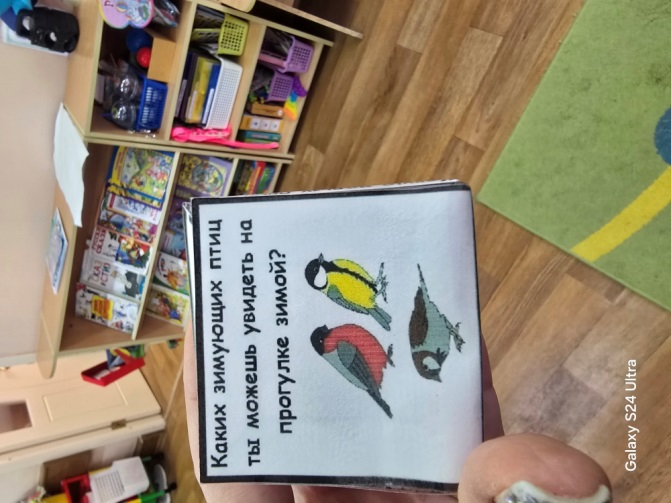 Каких зимующих птиц
ты можешь увидеть на
прогулке зимой?
Galaxy S24 Ultra